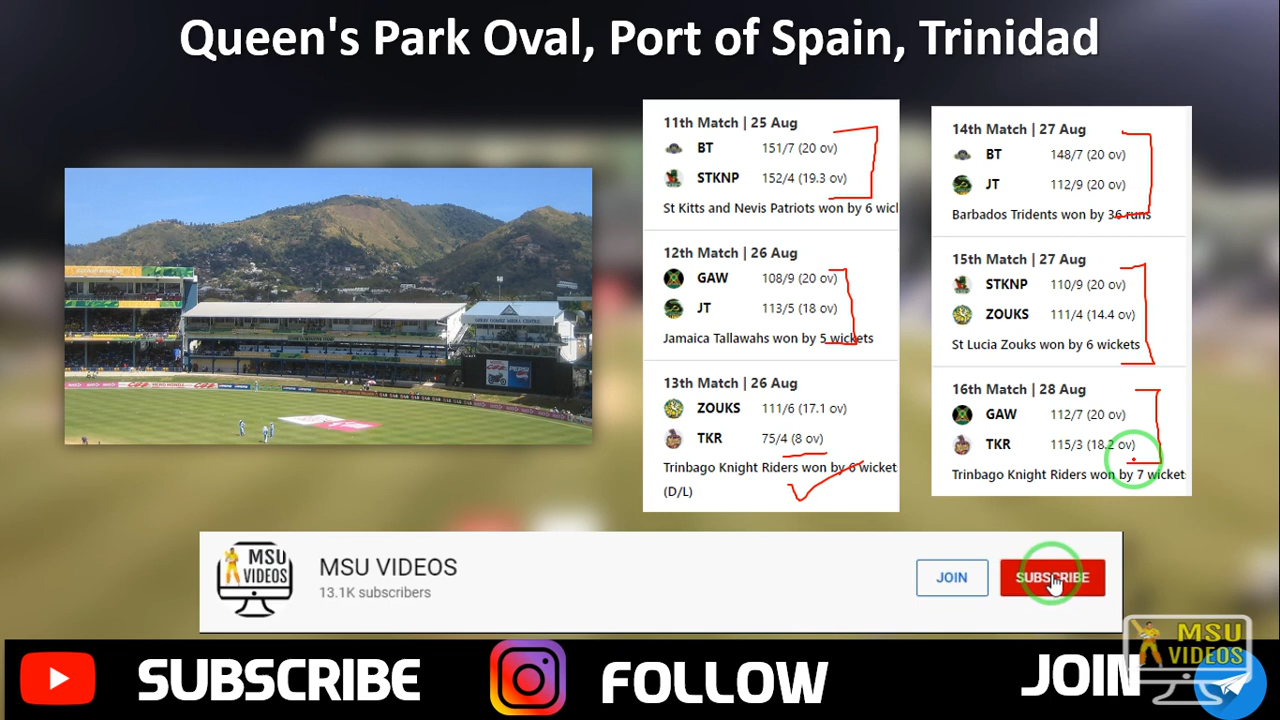 Queen's Park Oval, Port of Spain, Trinidad
11th Match | 25 Aug
BT 151/7 (20 ov)
STKNP 152/4 (19.3 ov)
St Kitts and Nevis Patriots won by 6 wicl
12th Match | 26 Aug
GAW 108/9 (20 ov)
JT 113/5 (18 ov)
Jamaica Tallawahs won by 5 wickets
13th Match | 26 Aug
ZOUKS 111/6 (17.1 ov)
TKR 75/4 (8 ov)
Trinbago Knight Riders won by 6 wicket
(D/L)
14th Match | 27 Aug
BT 148/7 (20 ov)
JT 112/9 (20 ov)
Barbados Tridents won by 36 runs
15th Match | 27 Aug
STKNP 110/9 (20 ov)
ZOUKS 111/4 (14.4 ov)
St Lucia Zouks won by 6 wickets
16th Match | 28 Aug
GAW 112/7 (20 ov)
TKR 115/3 (18.2 ov)
Trinbago Knight Riders won by 7 wicket
PEPSI
MSU
VIDEOS
MSU VIDEOS
13.1K subscribers
JOIN
SUBSCRIBE
SUBSCRIBE
FOLLOW
JOIN
MSU
VIDEOS